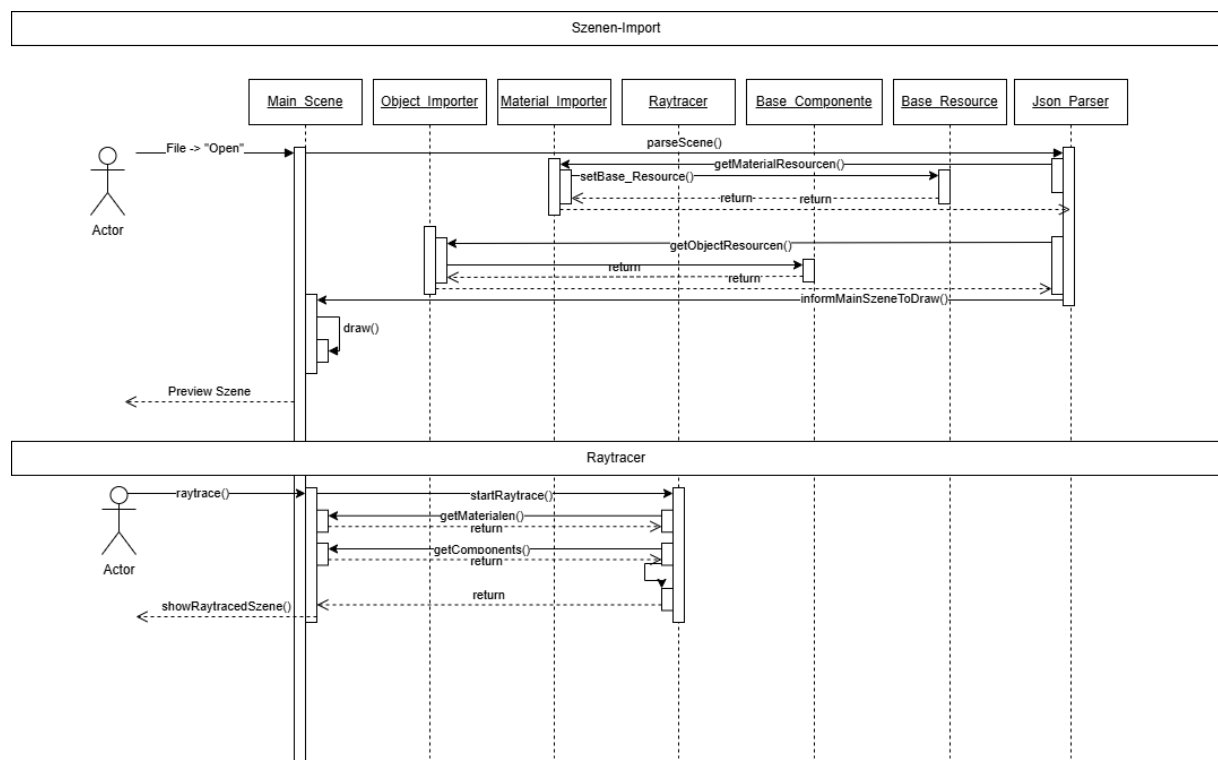 Szenen-Import
Main_Scene
Object_Importer
Material_Importer
Raytracer
Base_Componente
Base_Resource
Json_Parser
File -> "Open"
parseScene()
getMaterialResourcen()
setBase_Resource()
return
return
Actor
getObjectResourcen()
return
return
informMainSzeneToDraw()
draw()
Preview Szene
Raytracer
raytrace()
startRaytrace()
getMaterialen()
return
getComponents()
return
Actor
return
showRaytracedSzene()